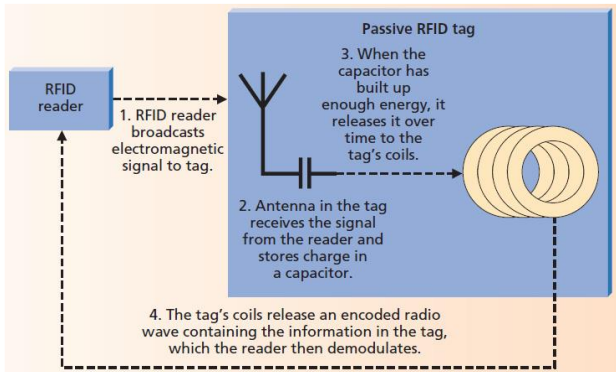 Passive RFID tag
RFID
reader
1. RFID reader
broadcasts
electromagnetic
signal to tag.
2. Antenna in the tag
receives the signal
from the reader and
stores charge in
a capacitor.
3. When the
capacitor has
built up
enough energy, it
releases it over
time to the
tag’s coils.
4. The tag’s coils release an encoded radio
wave containing the information in the tag,
which the reader then demodulates.